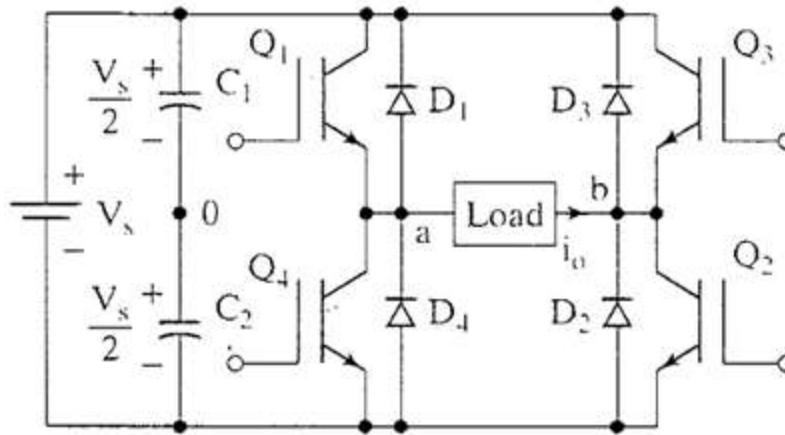 Q₁
Q₃
+
Vₛ/2
C₁
D₁
D₃
−
+
Vₛ
0
a
Load
b
iₒ
−
Q₄
Q₂
+
Vₛ/2
C₂
D₄
D₂
−